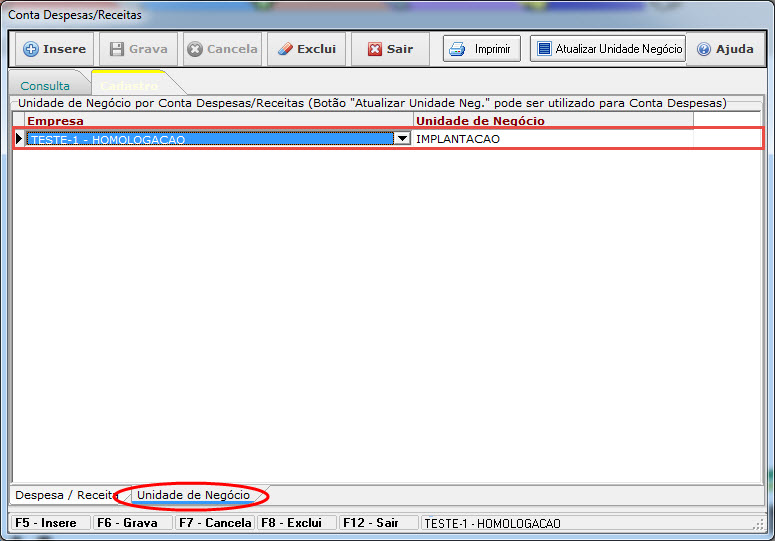 Conta Despesas/Receitas
Insere Grava Cancela Exclui Sair Imprimir Atualizar Unidade Negócio Ajuda
Consulta Cadastro
Unidade de Negócio por Conta Despesas/Receitas (Botão "Atualizar Unidade Neg." pode ser utilizado para Conta Despesas)
Empresa Unidade de Negócio
TESTE-1 - HOMOLOGACAO IMPLANTACAO
Despesa / Receita Unidade de Negócio
F5 - Insere F6 - Grava F7 - Cancela F8 - Exclui F12 - Sair TESTE-1 - HOMOLOGACAO